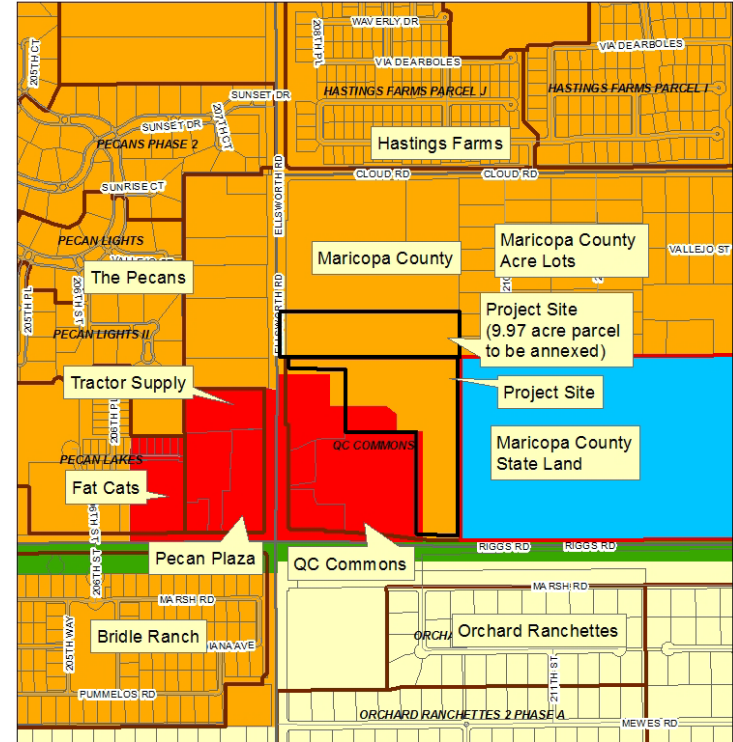 WAVERLY DR
208TH PL
205TH CT
VIA DEARBOLES
VIA DEARBOLES
SUNSET DR
HASTINGS FARMS PARCEL J
HASTINGS FARMS PARCEL I
207TH CT
SUNSET DR
PECANS PHASE 2
Hastings Farms
ELLSWORTH RD
CLOUD RD
CLOUD RD
SUNRISE CT
PECAN LIGHTS
Maricopa County
Maricopa County
Acre Lots
VALLEJO ST
The Pecans
206TH ST
205TH PL
Project Site
(9.97 acre parcel
to be annexed)
ELLSWORTH RD
PECAN LIGHTS II
Tractor Supply
Project Site
206TH PL
QC COMMONS
Maricopa County
State Land
PECAN LAKES
Fat Cats
206TH ST
Pecan Plaza
QC Commons
RIGGS RD
RIGGS RD
MARSH RD
MARSH RD
205TH WAY
Bridle Ranch
Orchard Ranchettes
211TH ST
PUMMELOS RD
ORCHARD RANCHETTES 2 PHASE A
MEWES RD